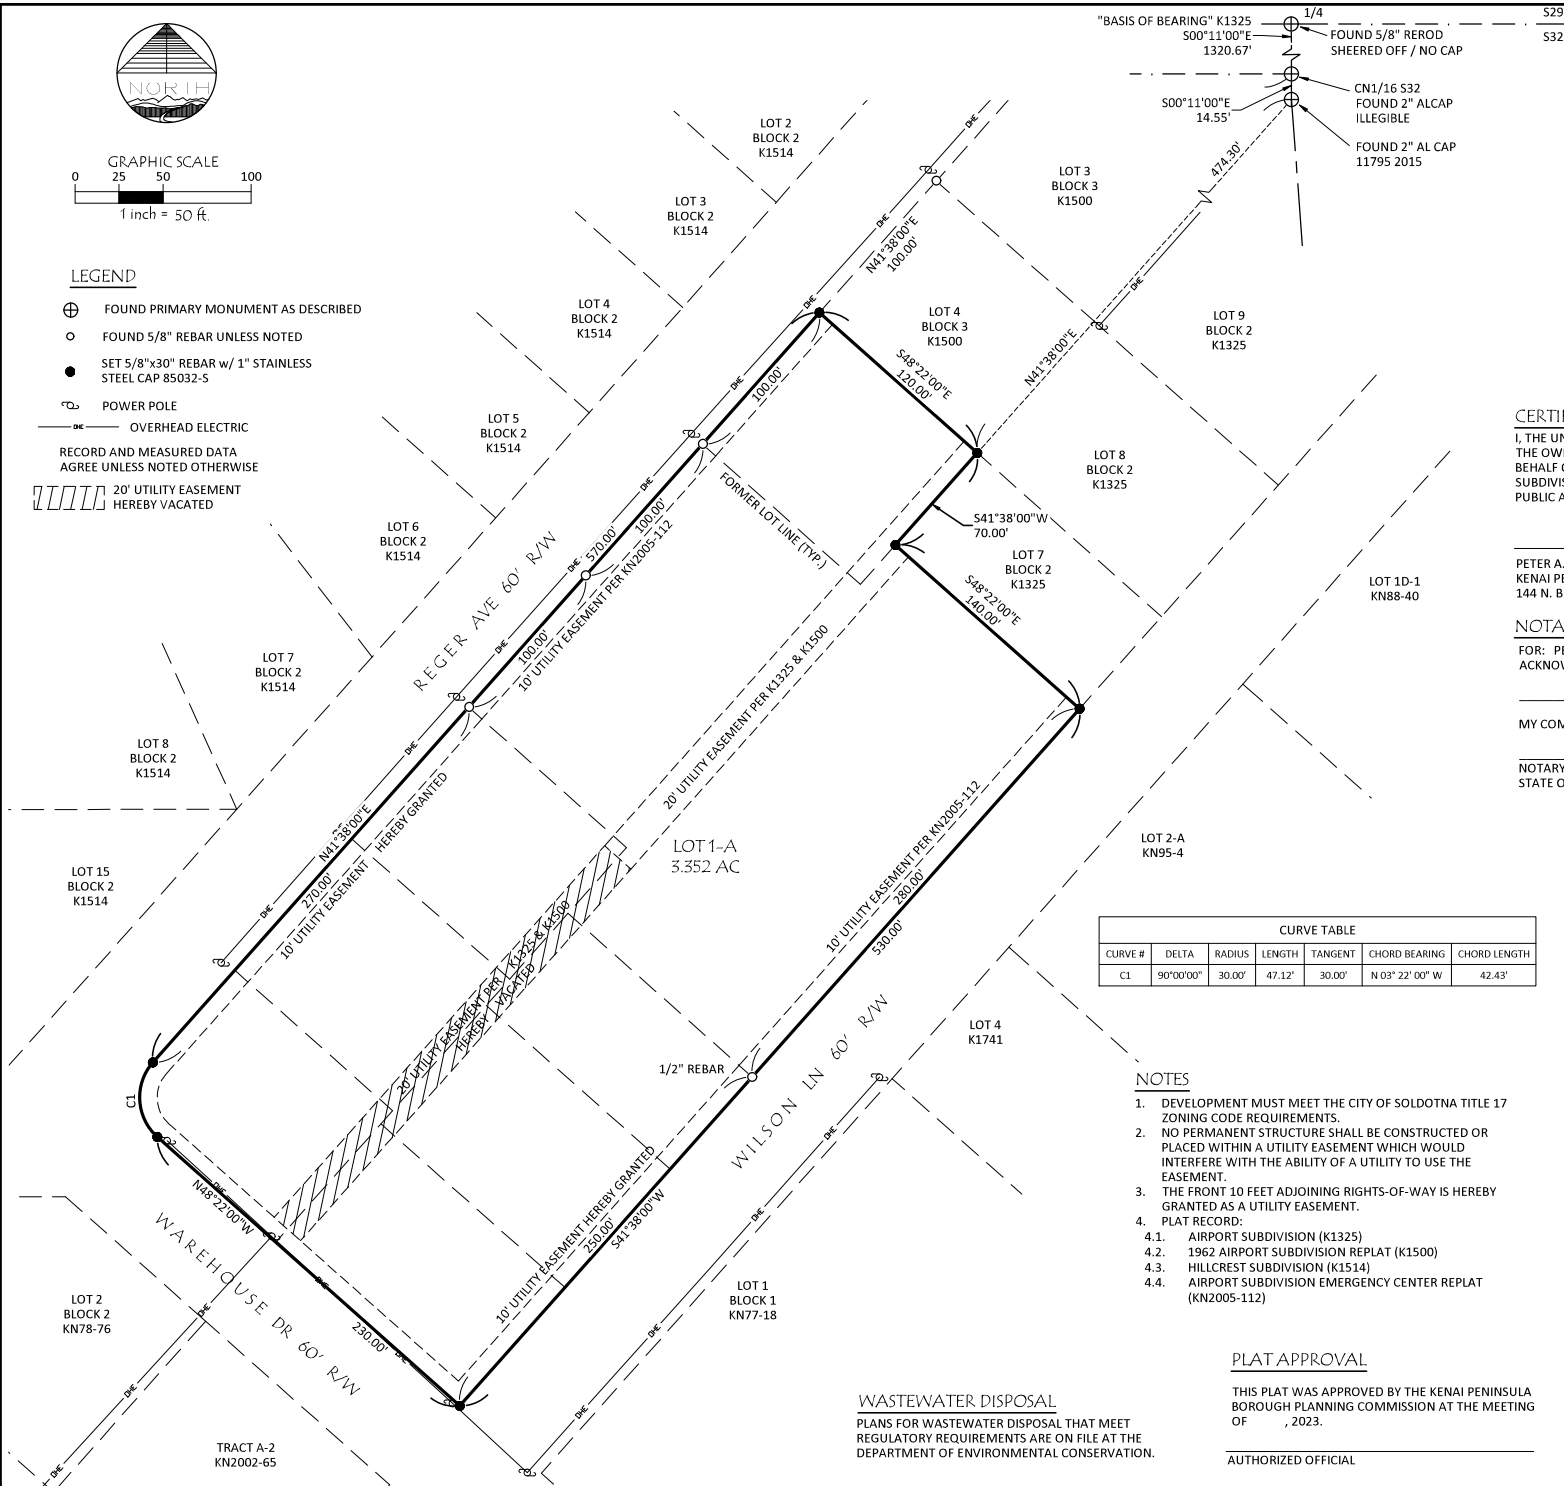 NORTH
GRAPHIC SCALE
0 25 50 100
1 inch = 50 ft.
LEGEND
FOUND PRIMARY MONUMENT AS DESCRIBED
FOUND 5/8" REBAR UNLESS NOTED
SET 5/8"x30" REBAR w/ 1" STAINLESS
STEEL CAP 85032-S
POWER POLE
OHE
OVERHEAD ELECTRIC
RECORD AND MEASURED DATA
AGREE UNLESS NOTED OTHERWISE
20' UTILITY EASEMENT
HEREBY VACATED
"BASIS OF BEARING" K1325
S00°11'00"E
1320.67'
1/4
S29
S32
FOUND 5/8" REROD
SHEERED OFF / NO CAP
CN1/16 S32
FOUND 2" ALCAP
ILLEGIBLE
S00°11'00"E
14.55'
FOUND 2" AL CAP
11795 2015
474.30'
N41°38'00"E
LOT 2
BLOCK 2
K1514
LOT 3
BLOCK 2
K1514
LOT 4
BLOCK 2
K1514
LOT 5
BLOCK 2
K1514
LOT 6
BLOCK 2
K1514
LOT 7
BLOCK 2
K1514
LOT 8
BLOCK 2
K1514
LOT 15
BLOCK 2
K1514
LOT 3
BLOCK 3
K1500
LOT 4
BLOCK 3
K1500
LOT 9
BLOCK 2
K1325
LOT 8
BLOCK 2
K1325
LOT 7
BLOCK 2
K1325
LOT 1D-1
KN88-40
LOT 2-A
KN95-4
LOT 4
K1741
LOT 1
BLOCK 1
KN77-18
LOT 2
BLOCK 2
KN78-76
TRACT A-2
KN2002-65
N41°38'00"E
100.00'
S48°22'00"E
120.00'
S41°38'00"W
70.00'
S48°22'00"E
140.00'
100.00'
100.00'
570.00'
100.00'
10' UTILITY EASEMENT PER KN2005-112
FORMER LOT LINE (TYP.)
REGER AVE 60' R/W
20' UTILITY EASEMENT PER K1325 & K1500
N41°38'00"E
270.00'
10' UTILITY EASEMENT HEREBY GRANTED
LOT 1-A
3.352 AC
20' UTILITY EASEMENT PER K1325 & K1500
HEREBY VACATED
10' UTILITY EASEMENT PER KN2005-112
280.00'
530.00'
1/2" REBAR
WILSON LN 60' R/W
10' UTILITY EASEMENT HEREBY GRANTED
250.00'
S41°38'00"W
C1
N48°22'00"W
230.00'
WAREHOUSE DR 60' R/W
CURVE TABLE
CURVE # DELTA RADIUS LENGTH TANGENT CHORD BEARING CHORD LENGTH
C1 90°00'00" 30.00' 47.12' 30.00' N 03° 22' 00" W 42.43'
NOTES
1. DEVELOPMENT MUST MEET THE CITY OF SOLDOTNA TITLE 17
ZONING CODE REQUIREMENTS.
2. NO PERMANENT STRUCTURE SHALL BE CONSTRUCTED OR
PLACED WITHIN A UTILITY EASEMENT WHICH WOULD
INTERFERE WITH THE ABILITY OF A UTILITY TO USE THE
EASEMENT.
3. THE FRONT 10 FEET ADJOINING RIGHTS-OF-WAY IS HEREBY
GRANTED AS A UTILITY EASEMENT.
4. PLAT RECORD:
4.1. AIRPORT SUBDIVISION (K1325)
4.2. 1962 AIRPORT SUBDIVISION REPLAT (K1500)
4.3. HILLCREST SUBDIVISION (K1514)
4.4. AIRPORT SUBDIVISION EMERGENCY CENTER REPLAT
(KN2005-112)
WASTEWATER DISPOSAL
PLANS FOR WASTEWATER DISPOSAL THAT MEET
REGULATORY REQUIREMENTS ARE ON FILE AT THE
DEPARTMENT OF ENVIRONMENTAL CONSERVATION.
PLAT APPROVAL
THIS PLAT WAS APPROVED BY THE KENAI PENINSULA
BOROUGH PLANNING COMMISSION AT THE MEETING
OF , 2023.
AUTHORIZED OFFICIAL
I, THE
THE
BEHALF
PUBLIC
PETER A.
KENAI
144 N. B
FOR:
MY
NOTARY
STATE